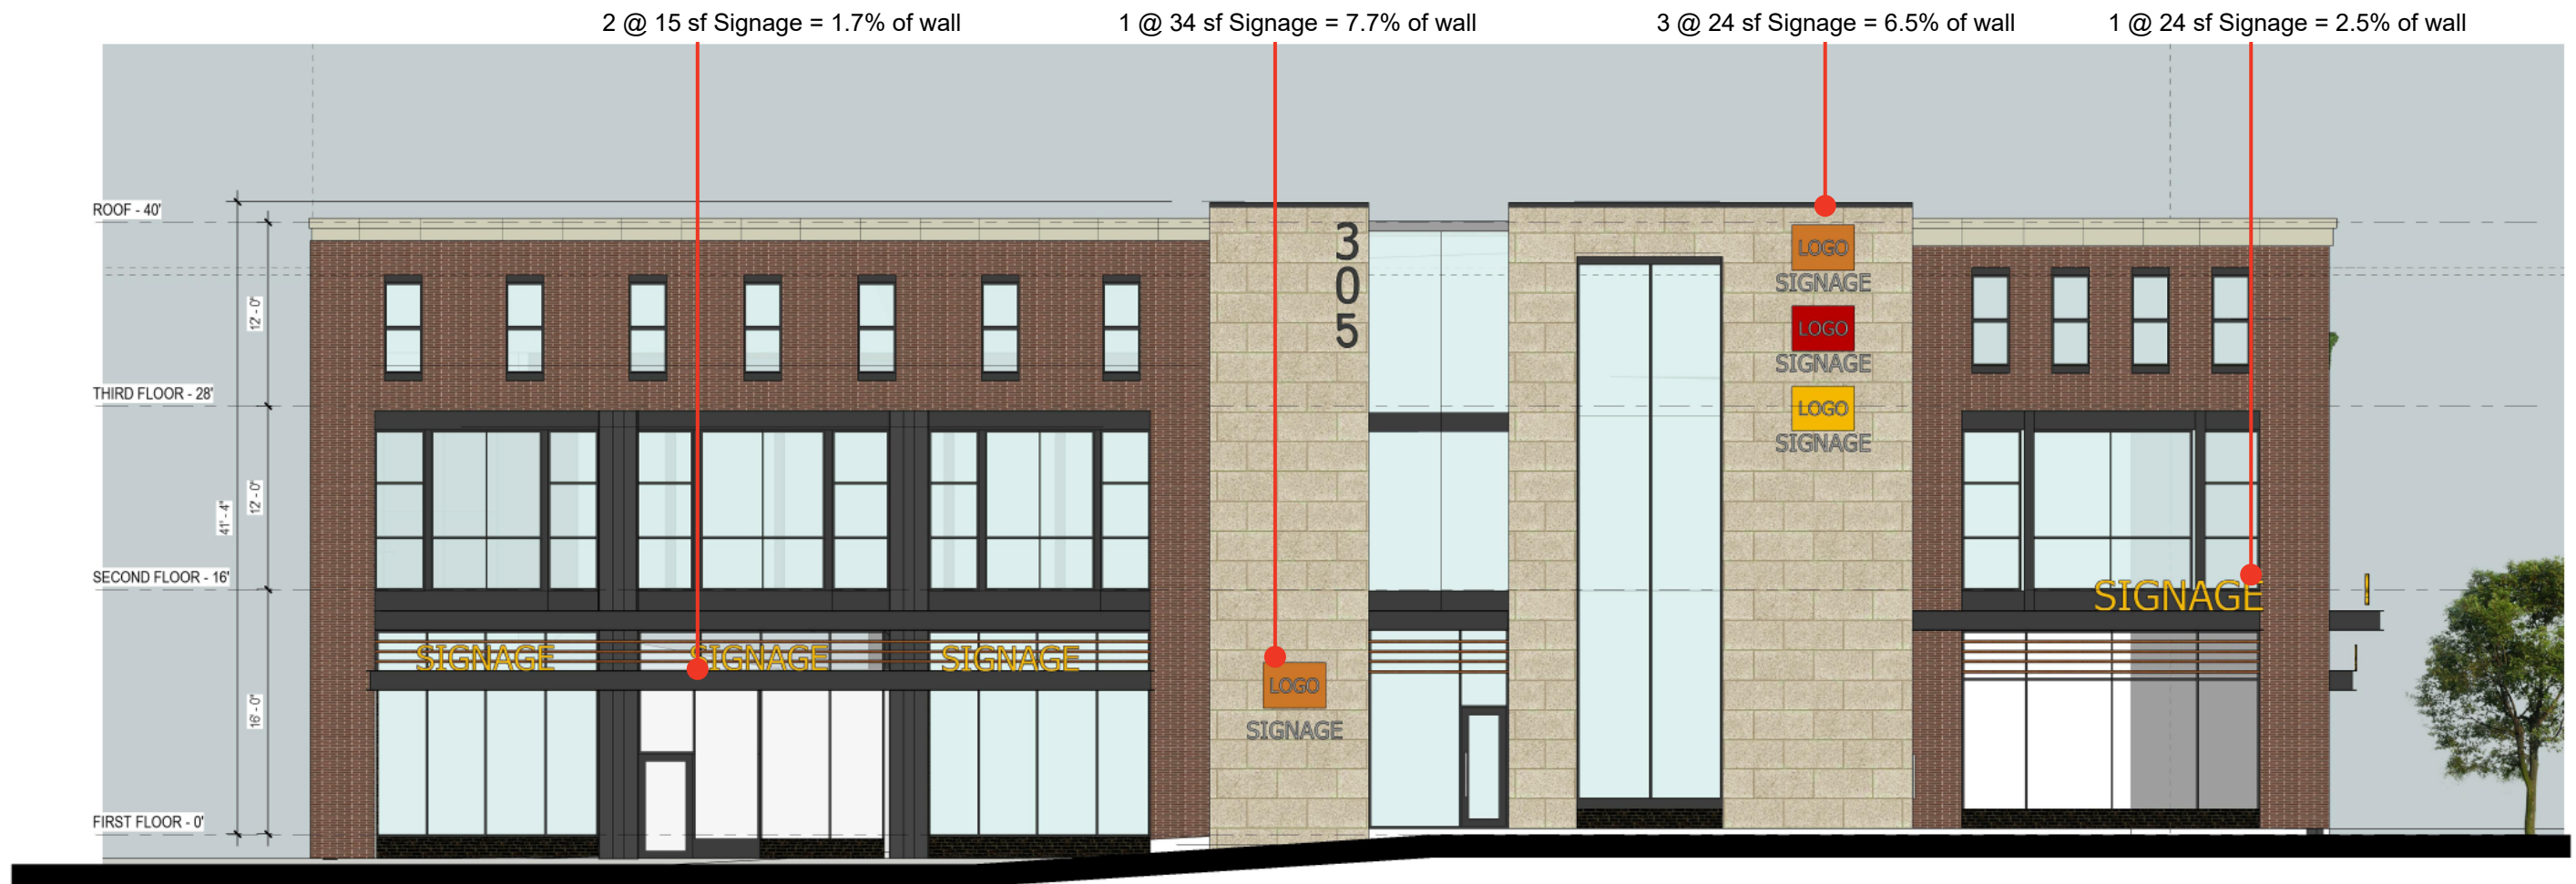 2 @ 15 sf Signage = 1.7% of wall
1 @ 34 sf Signage = 7.7% of wall
3 @ 24 sf Signage = 6.5% of wall
1 @ 24 sf Signage = 2.5% of wall
ROOF - 40'
12' - 0"
THIRD FLOOR - 28'
12' - 0"
41' - 4"
SECOND FLOOR - 16'
16' - 0"
FIRST FLOOR - 0'
SIGNAGE
SIGNAGE
SIGNAGE
3
0
5
LOGO
SIGNAGE
LOGO
SIGNAGE
LOGO
SIGNAGE
LOGO
SIGNAGE
SIGNAGE